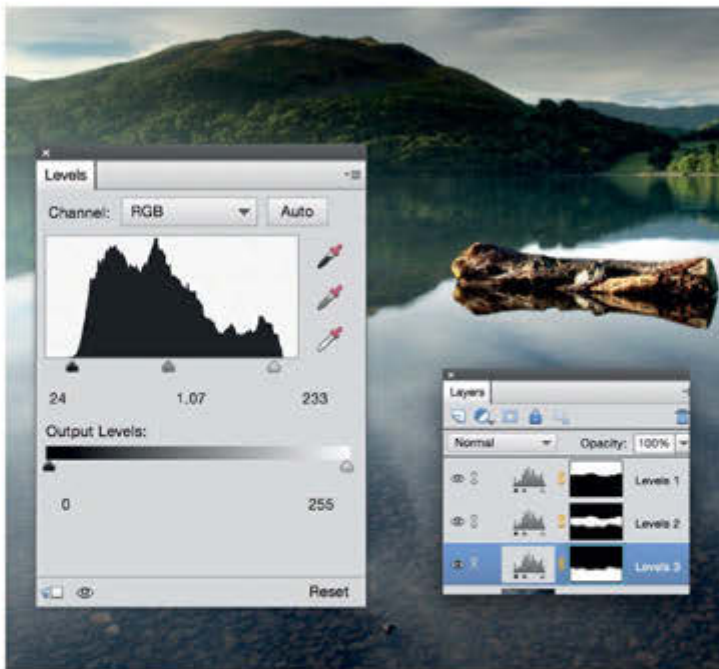 Levels
Channel: RGB Auto
24 1.07 233
Output Levels:
0 255
Reset
Layers
Normal Opacity: 100%
Levels 1
Levels 2
Levels 3